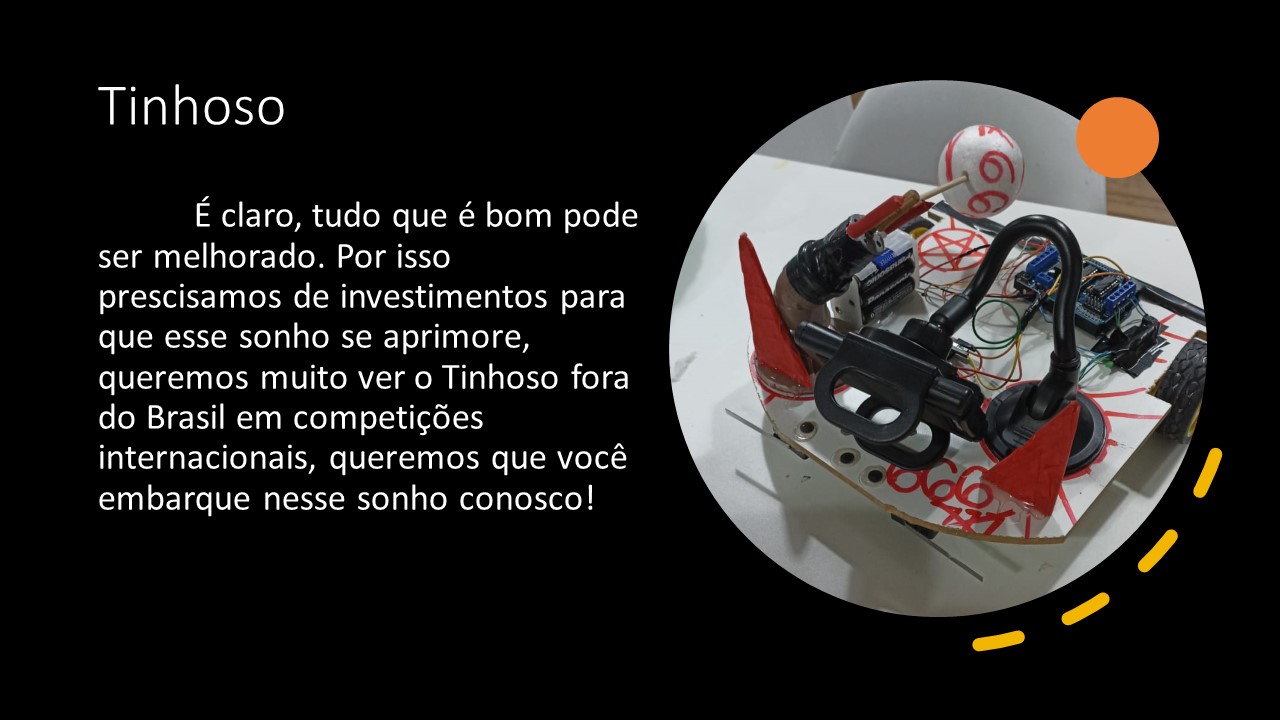 Tinhoso
É claro, tudo que é bom pode
ser melhorado. Por isso
prescisamos de investimentos para
que esse sonho se aprimore,
queremos muito ver o Tinhoso fora
do Brasil em competições
internacionais, queremos que você
embarque nesse sonho conosco!
666